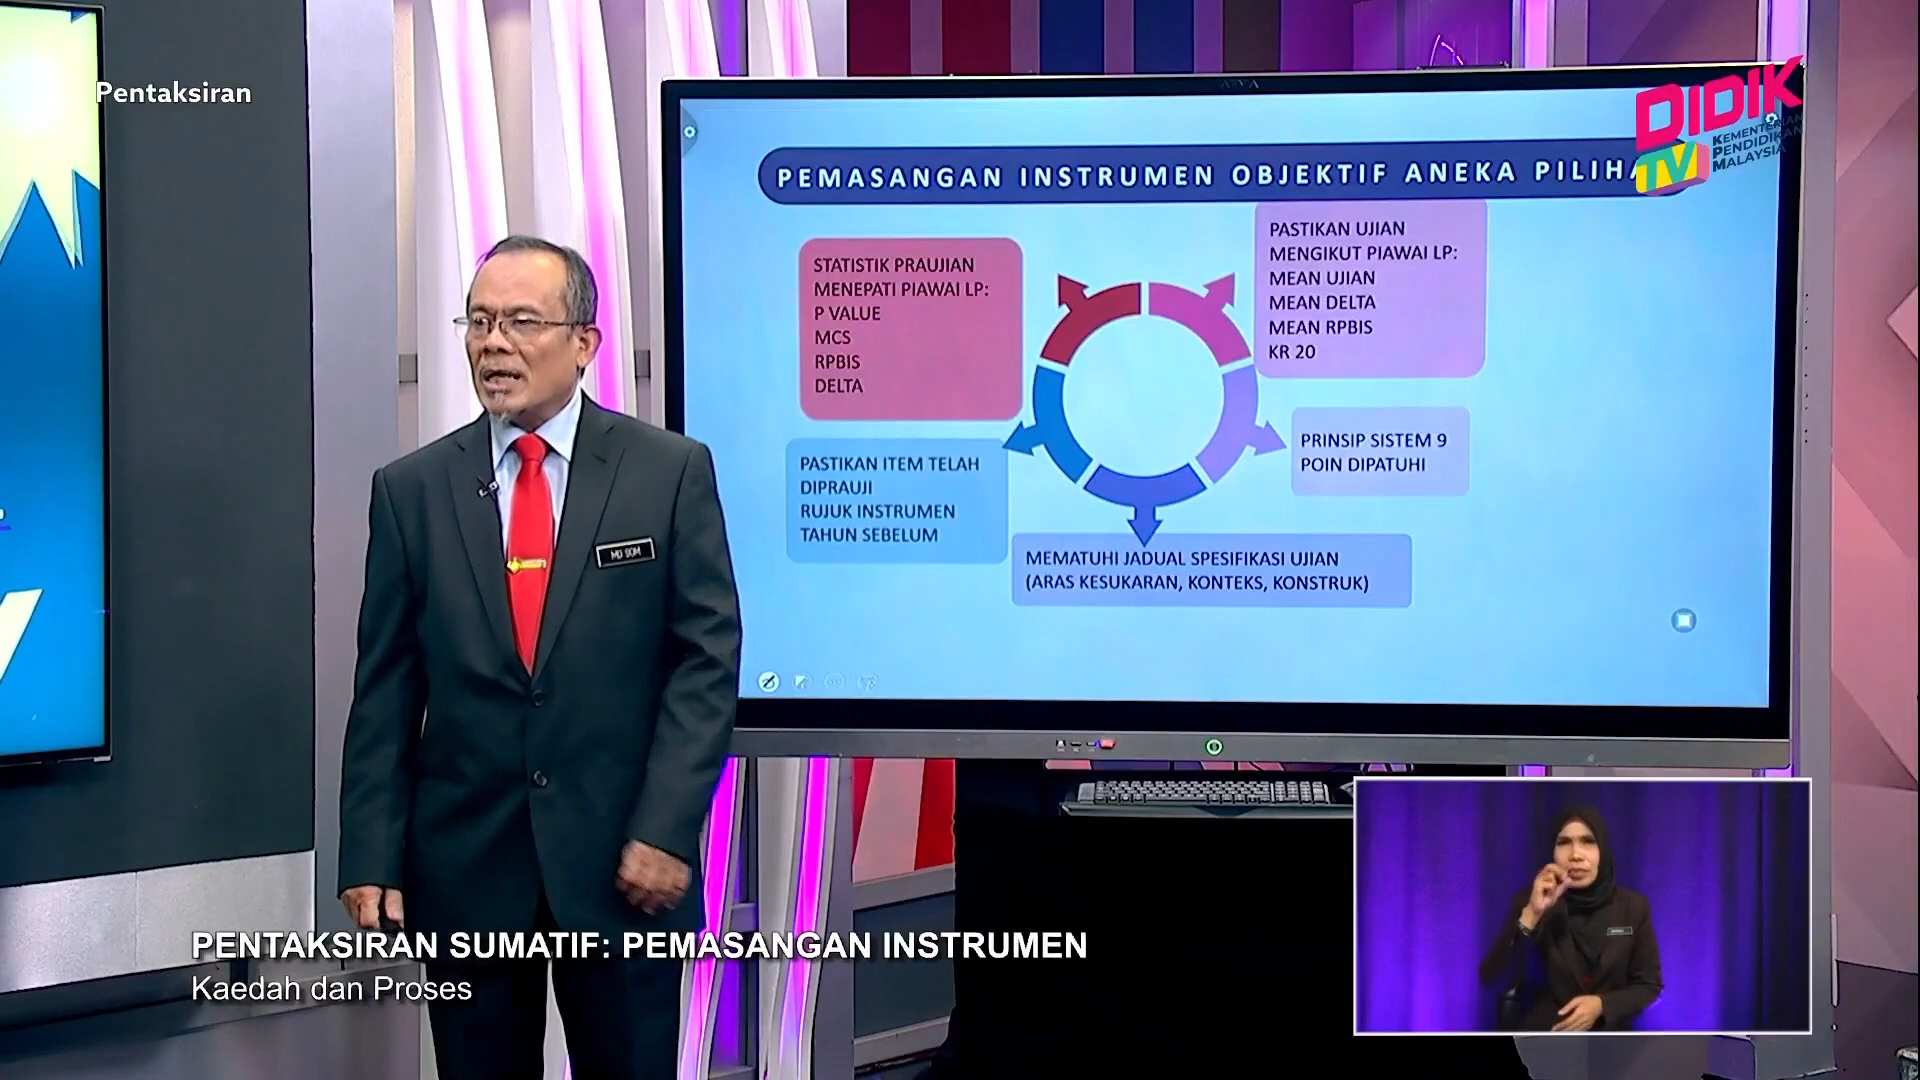 Pentaksiran
DIDIK
TV
KEMENTERIAN
PENDIDIKAN
MALAYSIA
PEMASANGAN INSTRUMEN OBJEKTIF ANEKA
STATISTIK PRAUJIAN
MENEPATI PIAWAI LP:
P VALUE
MCS
RPBIS
DELTA
PASTIKAN UJIAN
MENGIKUT PIAWAI LP:
MEAN UJIAN
MEAN DELTA
MEAN RPBIS
KR 20
PASTIKAN ITEM TELAH
DIPRAUJI
RUJUK INSTRUMEN
TAHUN SEBELUM
PRINSIP SISTEM 9
POIN DIPATUHI
MEMATUHI JADUAL SPESIFIKASI UJIAN
(ARAS KESUKARAN, KONTEKS, KONSTRUK)
MD SOM
PENTAKSIRAN SUMATIF: PEMASANGAN INSTRUMEN
Kaedah dan Proses